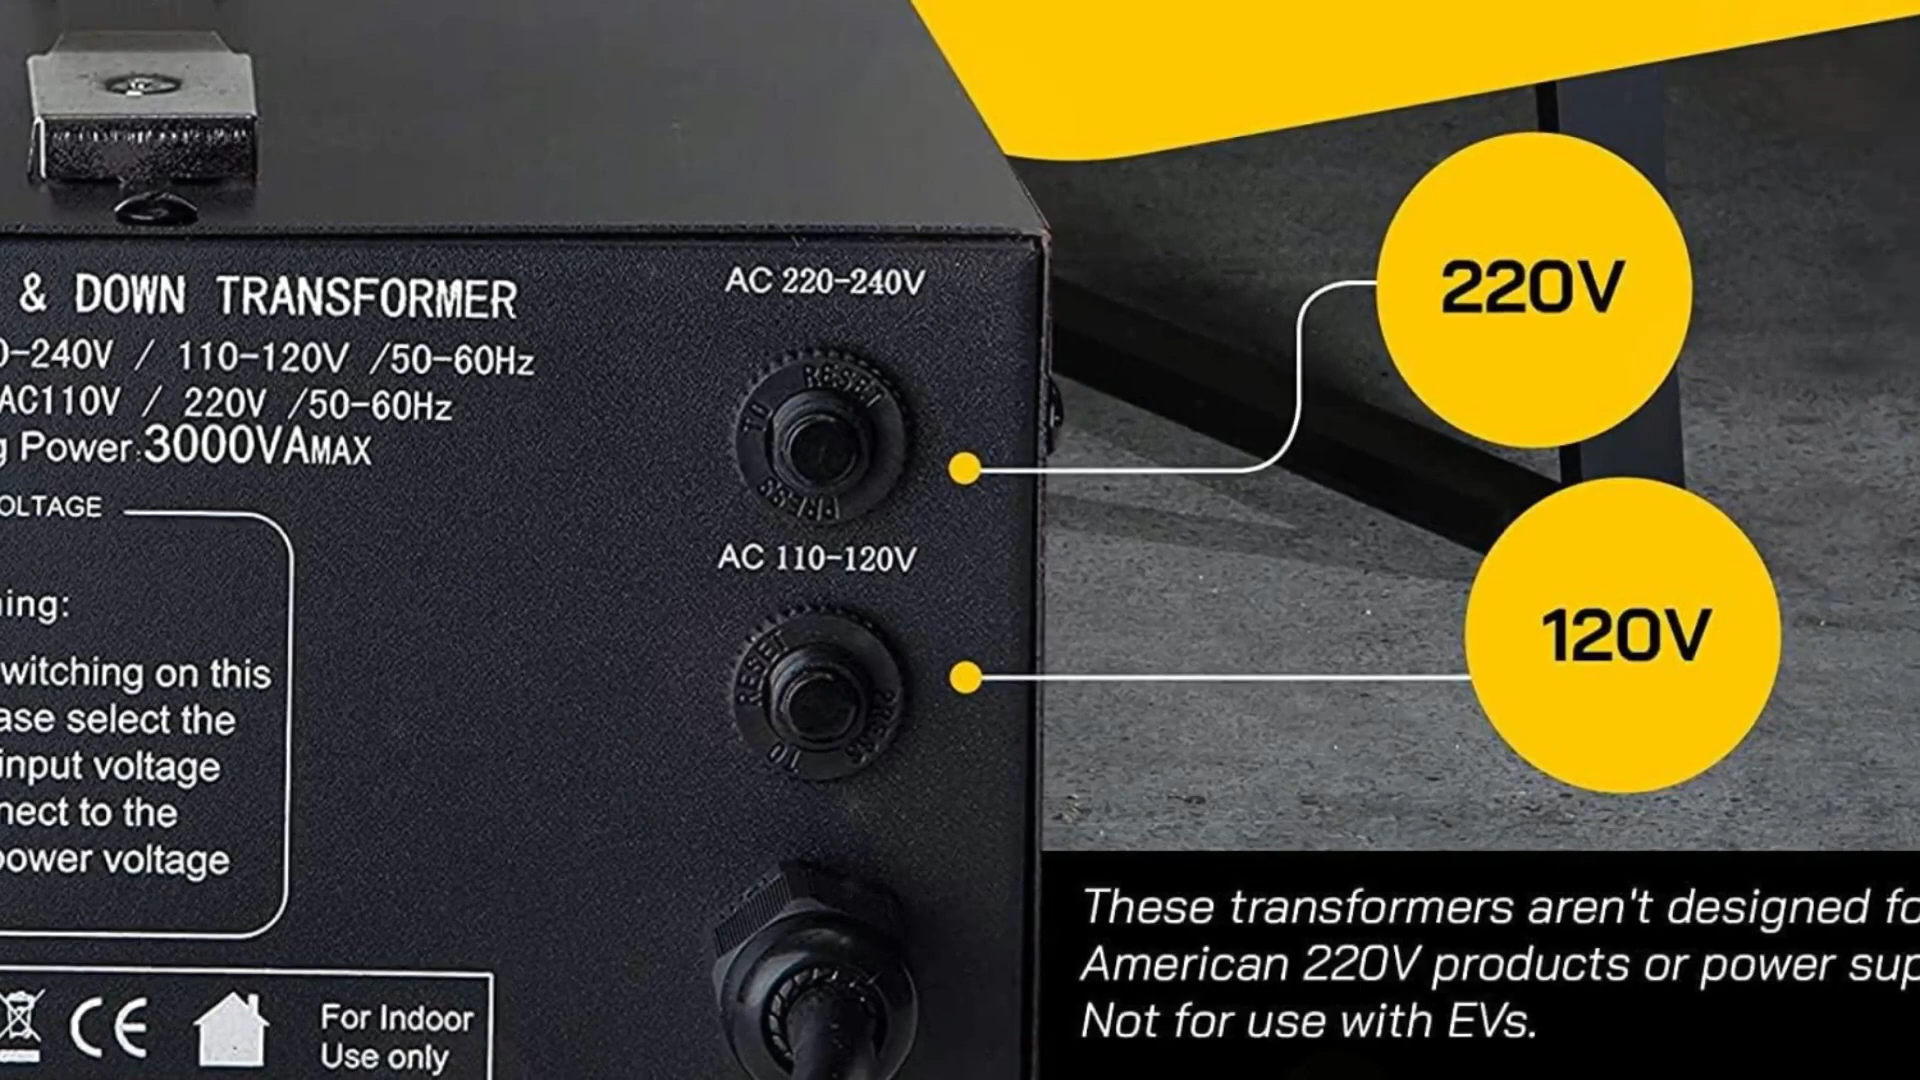 & DOWN TRANSFORMER
0-240V / 110-120V /50-60Hz
AC110V / 220V /50-60Hz
Power:3000VAMAX
OLTAGE
ing:
witching on this
ase select the
input voltage
nect to the
power voltage
CE
For Indoor
Use only
AC 220-240V
PRESS TO RESET
AC 110-120V
PRESS TO RESET
220V
120V
These transformers aren't designed fo
American 220V products or power sup
Not for use with EVs.